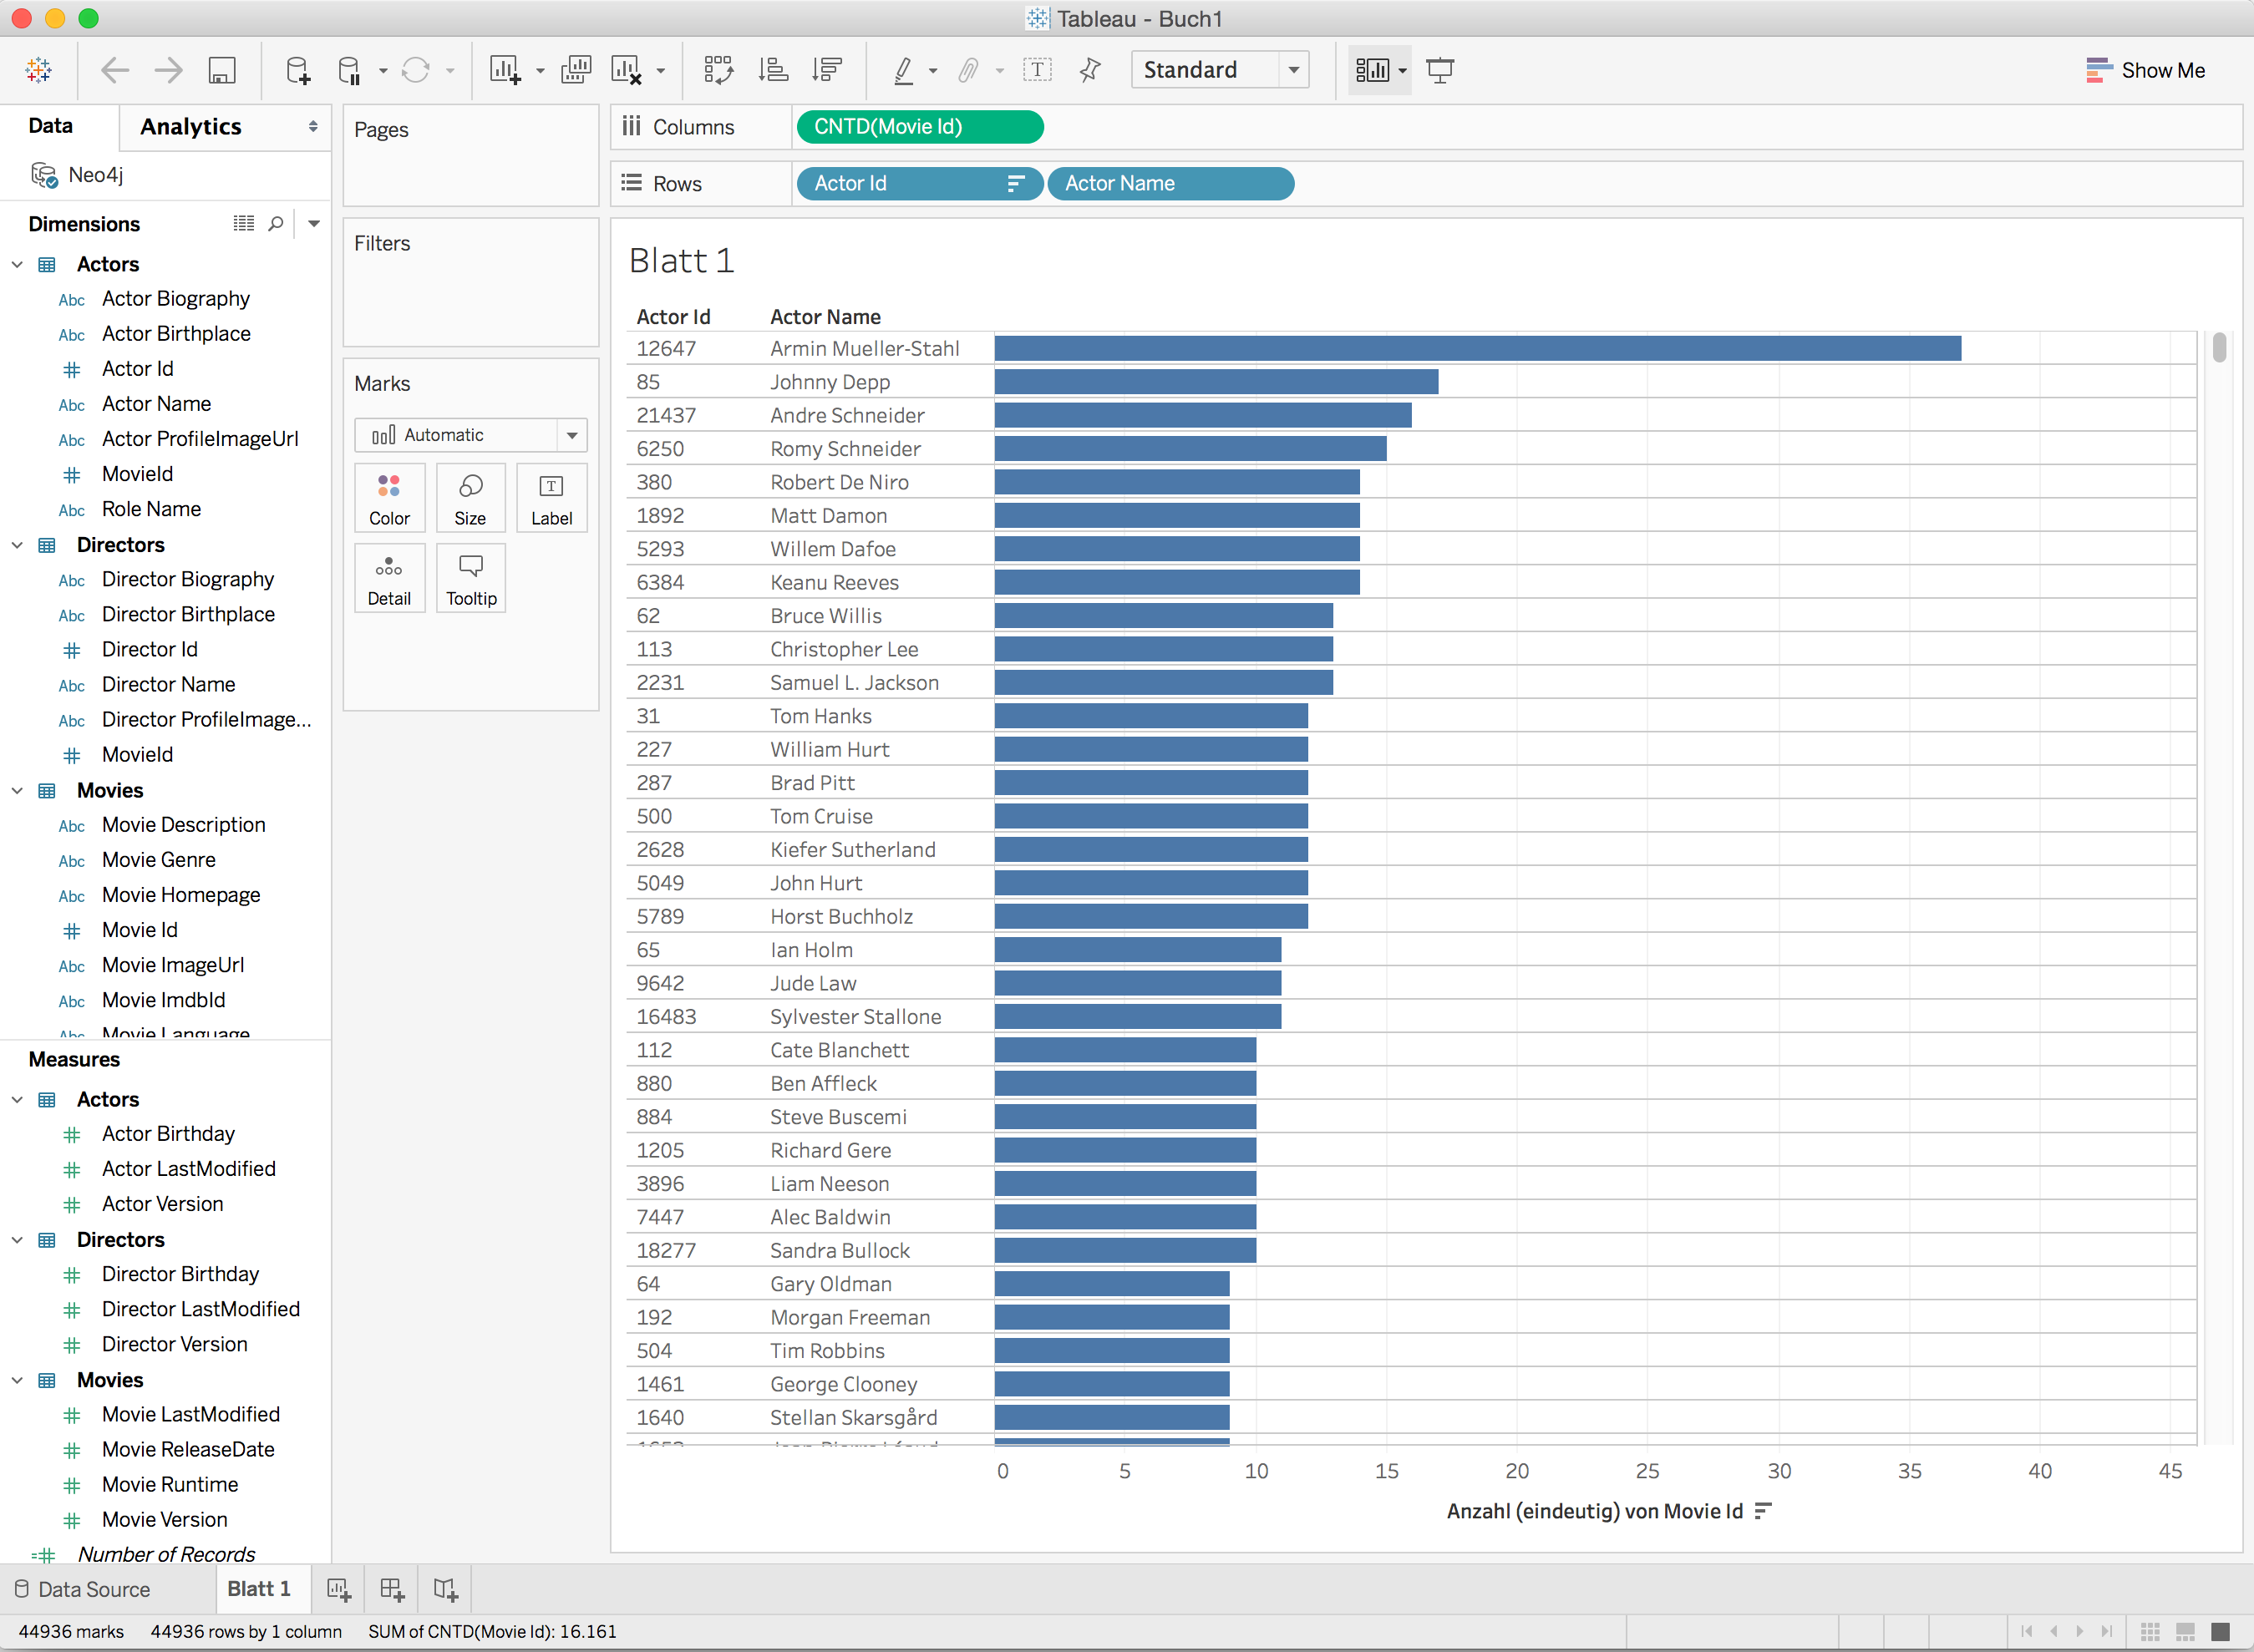 Tableau - Buch1
Standard
Show Me
Data
Analytics
Neo4j
Dimensions
Actors
Abc Actor Biography
Abc Actor Birthplace
# Actor Id
Abc Actor Name
Abc Actor ProfileImageUrl
# MovieId
Abc Role Name
Directors
Abc Director Biography
Abc Director Birthplace
# Director Id
Abc Director Name
Abc Director ProfileImage...
# MovieId
Movies
Abc Movie Description
Abc Movie Genre
Abc Movie Homepage
# Movie Id
Abc Movie ImageUrl
Abc Movie ImdbId
Abc Movie Language
Measures
Actors
# Actor Birthday
# Actor LastModified
# Actor Version
Directors
# Director Birthday
# Director LastModified
# Director Version
Movies
# Movie LastModified
# Movie ReleaseDate
# Movie Runtime
# Movie Version
=# Number of Records
Pages
Filters
Marks
Automatic
Color Size Label
Detail Tooltip
Columns CNTD(Movie Id)
Rows Actor Id Actor Name
Blatt 1
Actor Id Actor Name
12647 Armin Mueller-Stahl
85 Johnny Depp
21437 Andre Schneider
6250 Romy Schneider
380 Robert De Niro
1892 Matt Damon
5293 Willem Dafoe
6384 Keanu Reeves
62 Bruce Willis
113 Christopher Lee
2231 Samuel L. Jackson
31 Tom Hanks
227 William Hurt
287 Brad Pitt
500 Tom Cruise
2628 Kiefer Sutherland
5049 John Hurt
5789 Horst Buchholz
65 Ian Holm
9642 Jude Law
16483 Sylvester Stallone
112 Cate Blanchett
880 Ben Affleck
884 Steve Buscemi
1205 Richard Gere
3896 Liam Neeson
7447 Alec Baldwin
18277 Sandra Bullock
64 Gary Oldman
192 Morgan Freeman
504 Tim Robbins
1461 George Clooney
1640 Stellan Skarsgård
0 5 10 15 20 25 30 35 40 45
Anzahl (eindeutig) von Movie Id
Data Source
Blatt 1
44936 marks 44936 rows by 1 column SUM of CNTD(Movie Id): 16.161